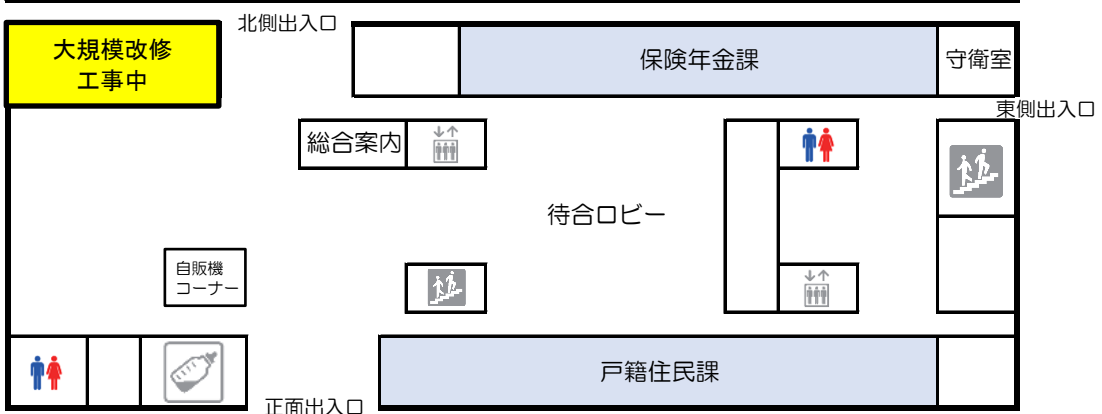 北側出入口
大規模改修
工事中
保険年金課
守衛室
東側出入口
総合案内
待合ロビー
自販機
コーナー
戸籍住民課
正面出入口